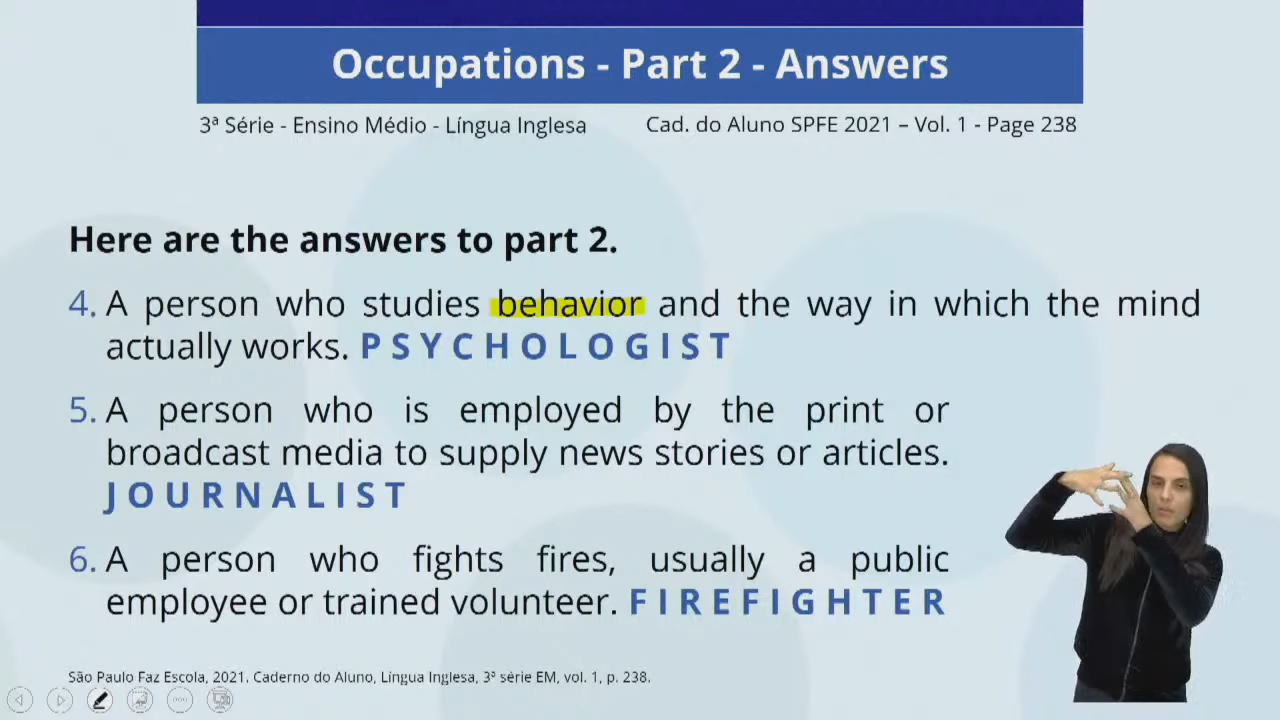 Occupations - Part 2 - Answers
3ª Série - Ensino Médio - Língua Inglesa Cad. do Aluno SPFE 2021 – Vol. 1 - Page 238
Here are the answers to part 2.
4. A person who studies behavior and the way in which the mind
actually works. P S Y C H O L O G I S T
5. A person who is employed by the print or
broadcast media to supply news stories or articles.
J O U R N A L I S T
6. A person who fights fires, usually a public
employee or trained volunteer. F I R E F I G H T E R
São Paulo Faz Escola, 2021. Caderno do Aluno, Língua Inglesa, 3ª série EM, vol. 1, p. 238.